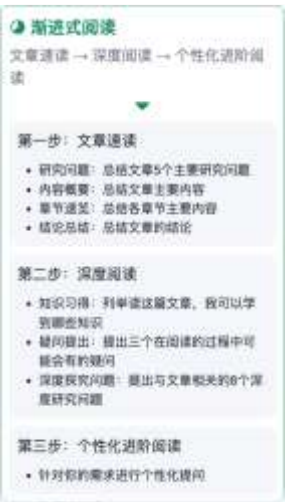 渐进式阅读
文章速读 → 深度阅读 → 个性化进阶阅
读
第一步：文章速读
• 研究问题：总结文章5个主要研究问题
• 内容概要：总结文章主要内容
• 章节速览：总结各章节主要内容
• 结论总结：总结文章的结论
第二步：深度阅读
• 知识习得：列举读这篇文章，我可以学
到哪些知识
• 疑问提出：提出三个在阅读的过程中可
能会有的疑问
• 深度探究问题：提出与文章相关的6个深
度研究问题
第三步：个性化进阶阅读
• 针对你的需求进行个性化提问